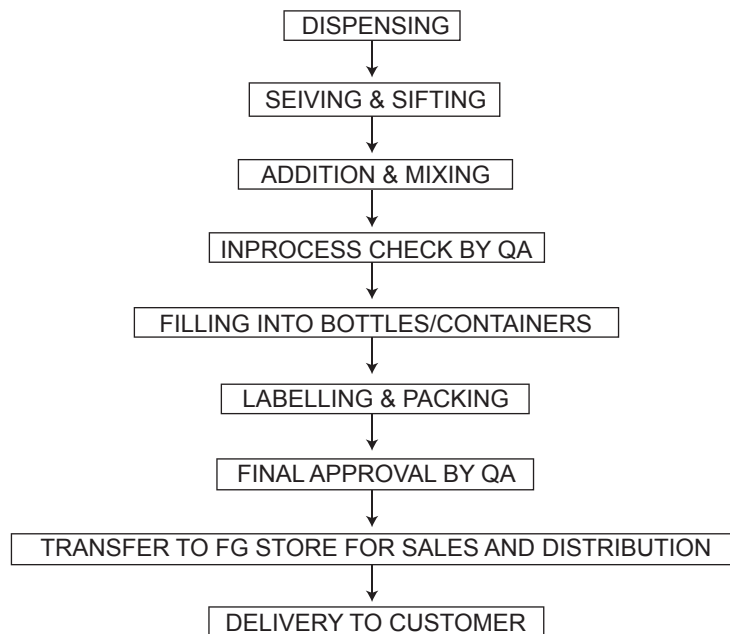 DISPENSING
SEIVING & SIFTING
ADDITION & MIXING
INPROCESS CHECK BY QA
FILLING INTO BOTTLES/CONTAINERS
LABELLING & PACKING
FINAL APPROVAL BY QA
TRANSFER TO FG STORE FOR SALES AND DISTRIBUTION
DELIVERY TO CUSTOMER